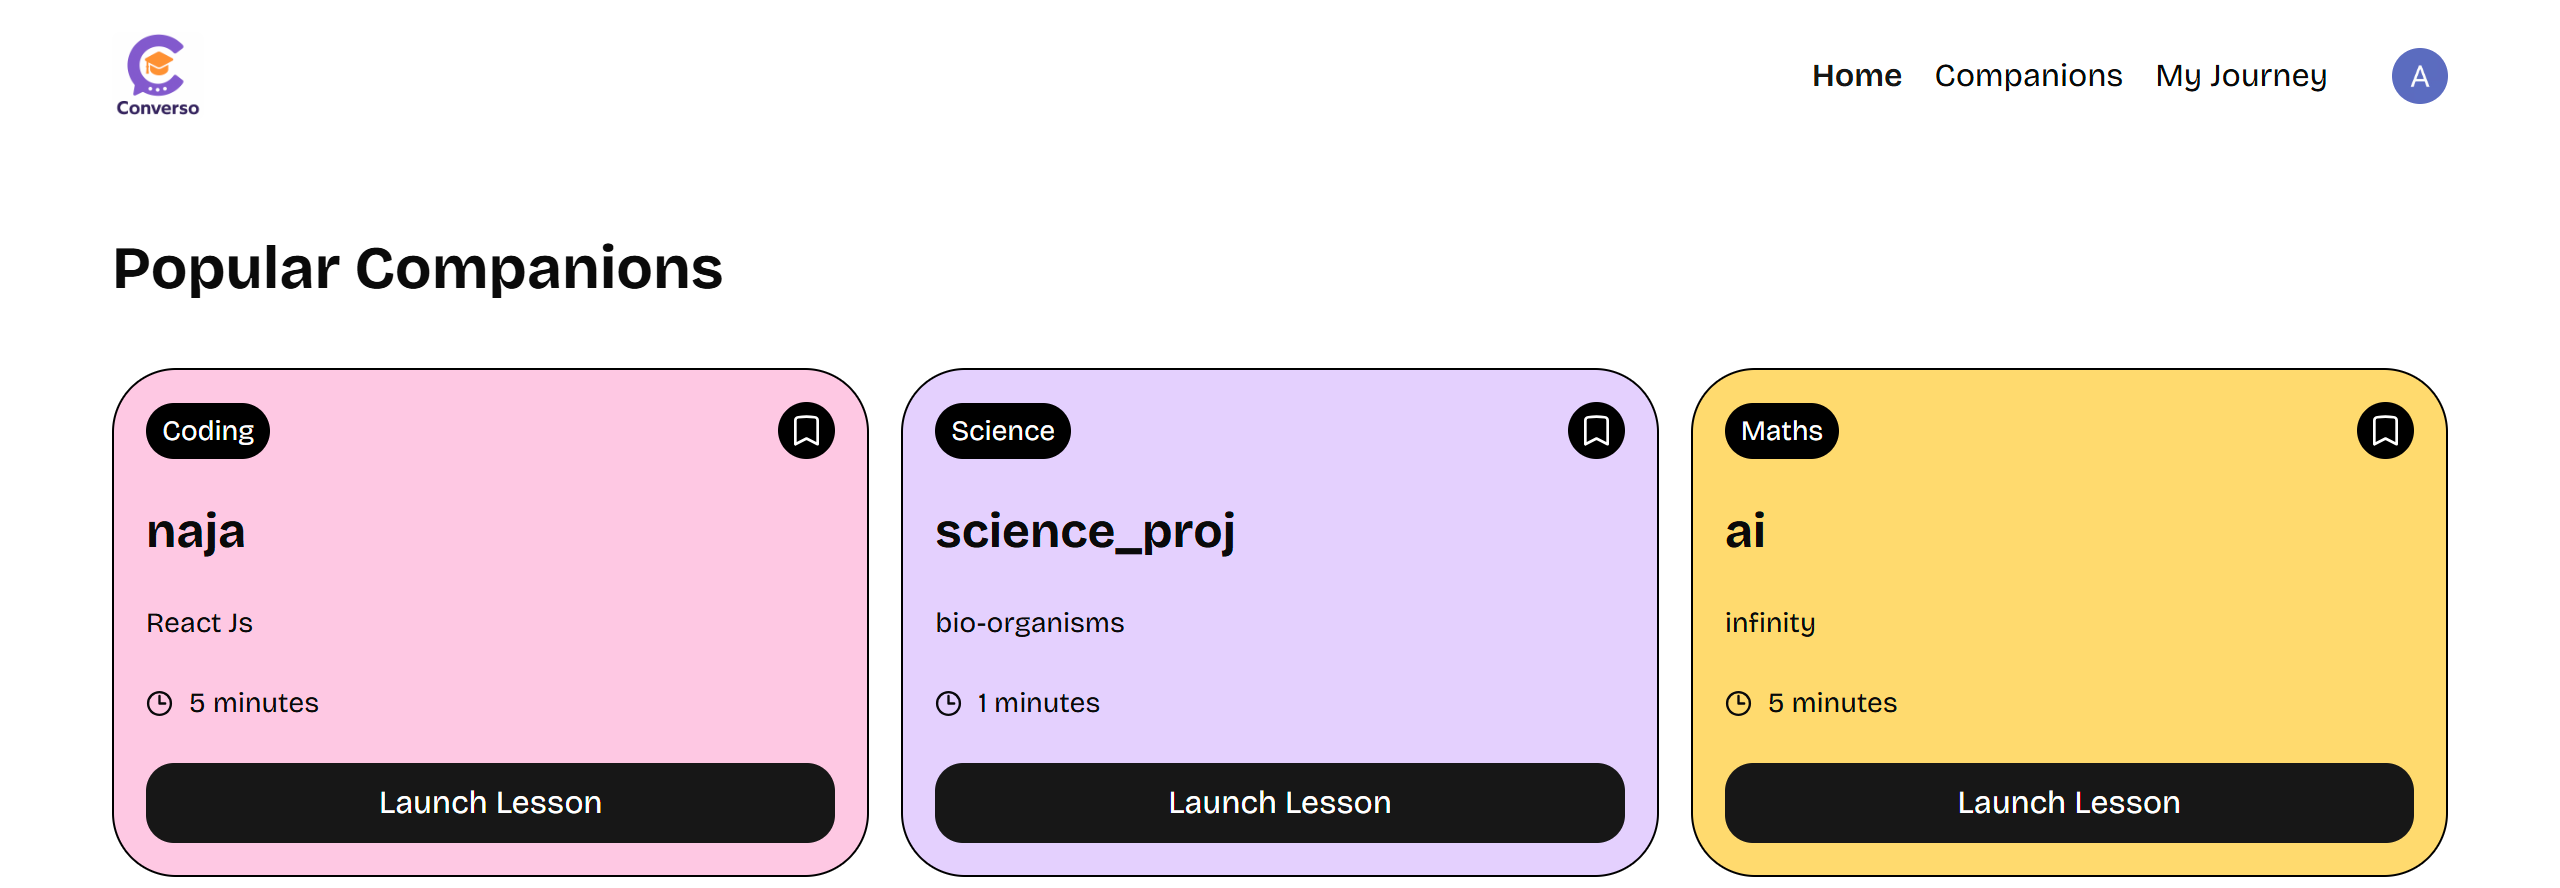 Converso
Home Companions My Journey A
Popular Companions
Coding
naja
React Js
5 minutes
Launch Lesson
Science
science_proj
bio-organisms
1 minutes
Launch Lesson
Maths
ai
infinity
5 minutes
Launch Lesson